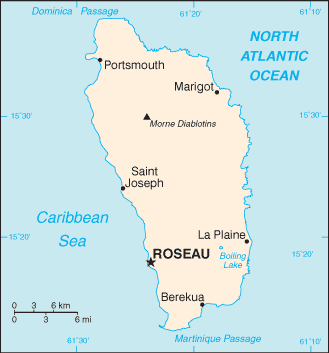 Dominica Passage
61°20'
61°10'
NORTH
ATLANTIC
OCEAN
Portsmouth
Marigot
15°30'
Morne Diablotins
15°30'
Saint
Joseph
Caribbean
Sea
15°20'
La Plaine
ROSEAU
Boiling
Lake
15°20'
Berekua
0 3 6 km
0 3 6 mi
Martinique Passage
61°30'
61°20'
61°10'